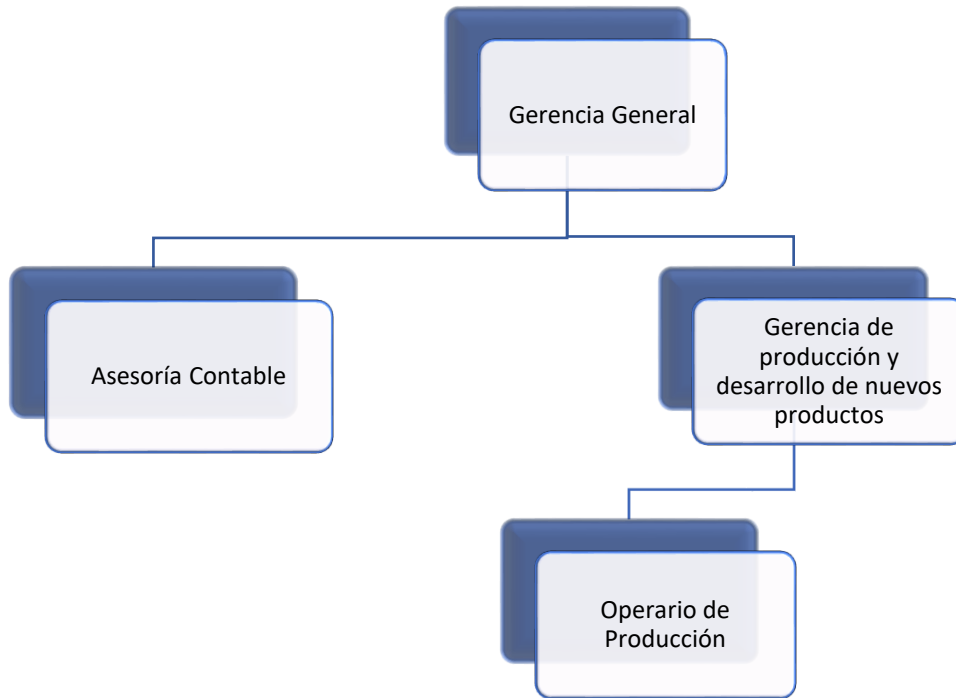 Gerencia General
Asesoría Contable
Gerencia de
producción y
desarrollo de nuevos
productos
Operario de
Producción